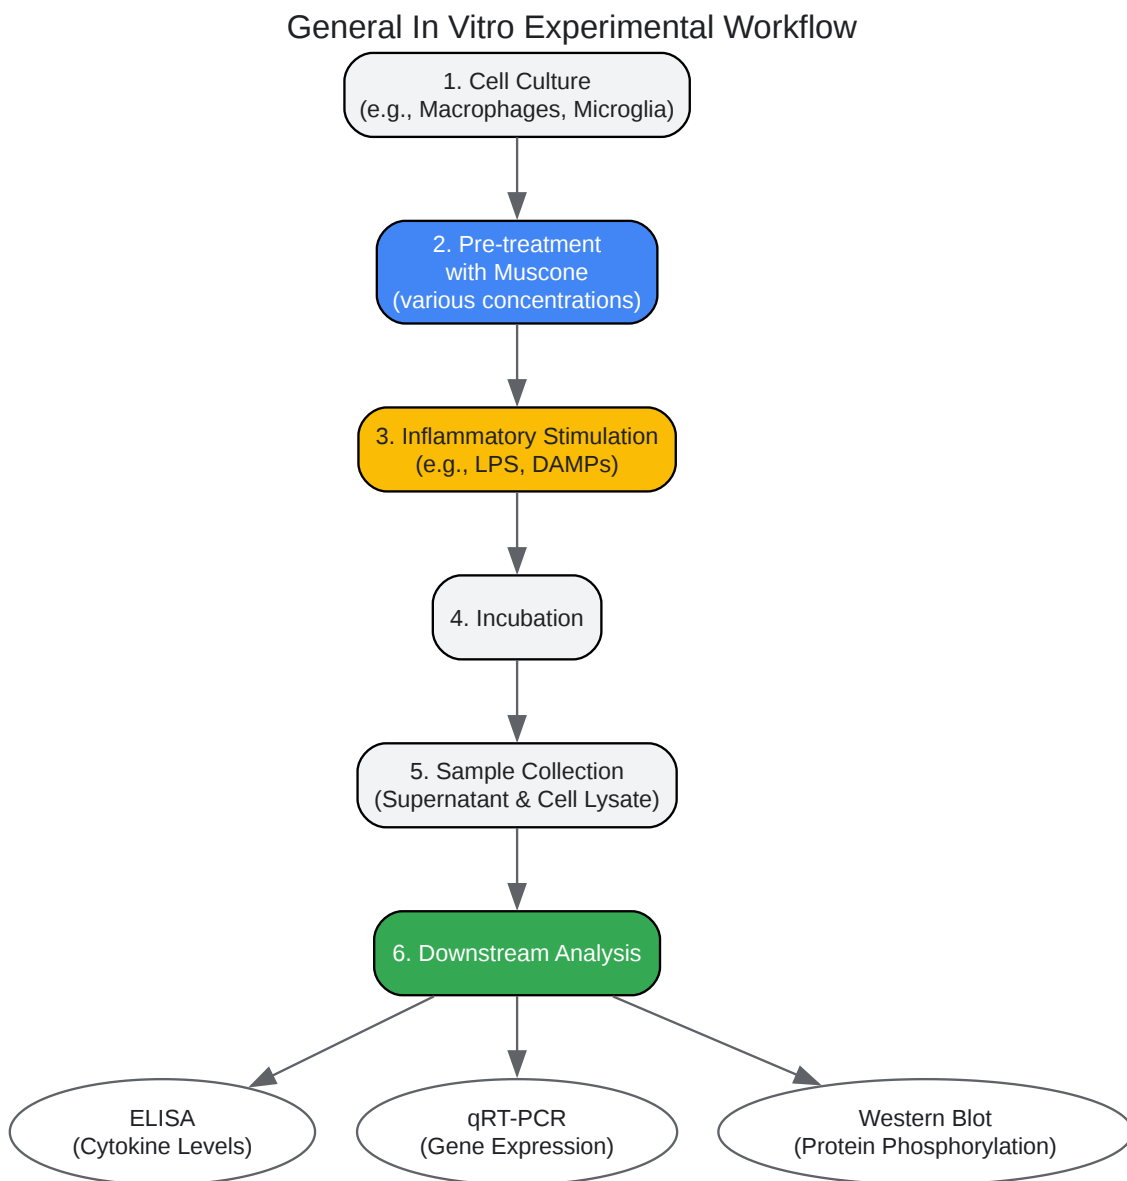 General In Vitro Experimental Workflow
1. Cell Culture
(e.g., Macrophages, Microglia)
2. Pre-treatment
with Muscone
(various concentrations)
3. Inflammatory Stimulation
(e.g., LPS, DAMPs)
4. Incubation
5. Sample Collection
(Supernatant & Cell Lysate)
6. Downstream Analysis
ELISA
(Cytokine Levels)
qRT-PCR
(Gene Expression)
Western Blot
(Protein Phosphorylation)